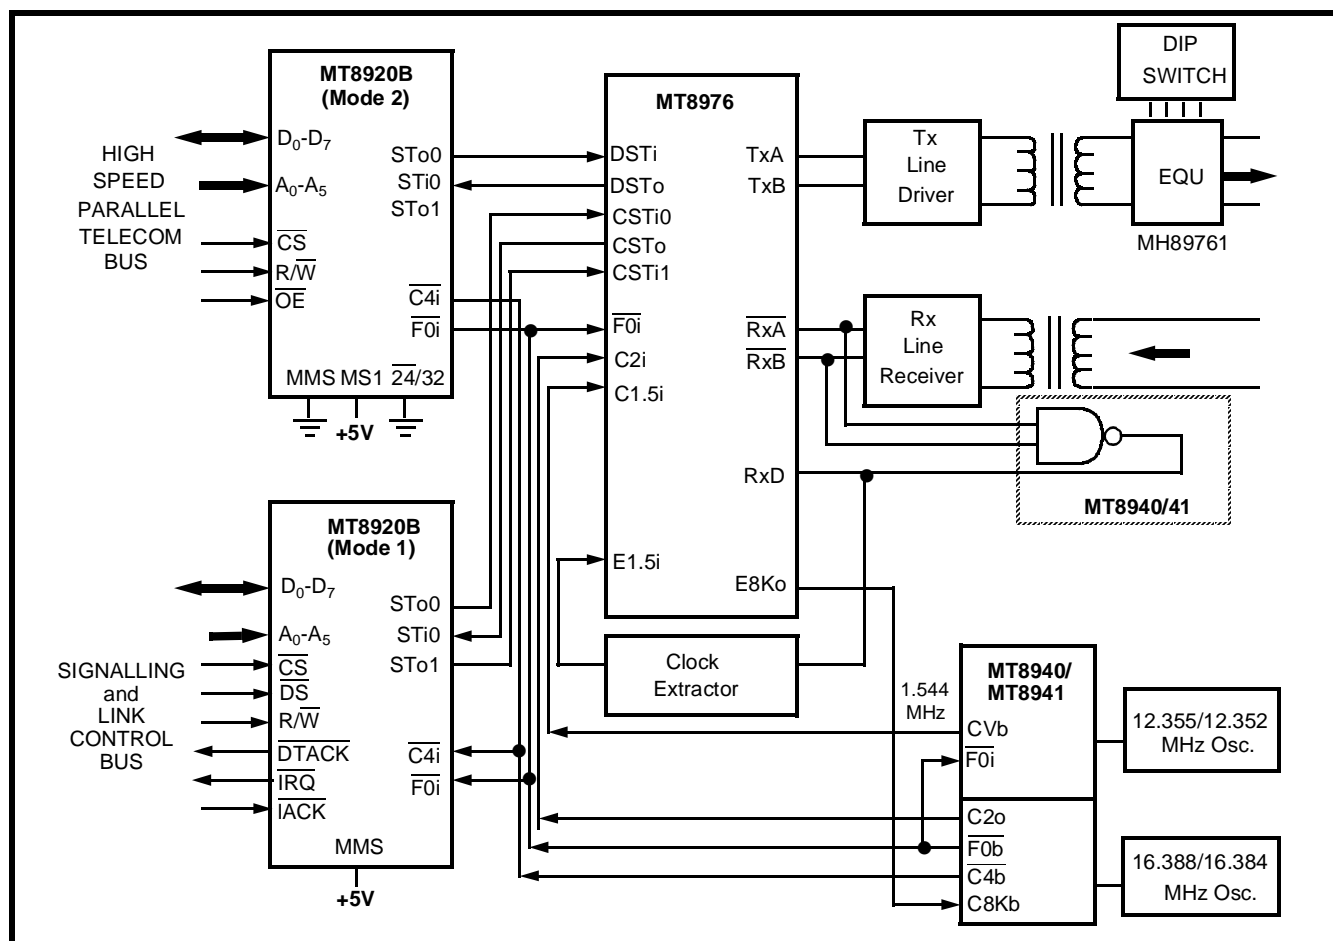 HIGH
SPEED
PARALLEL
TELECOM
BUS
MT8920B
(Mode 2)
D0-D7
A0-A5
CS
R/W
OE
STo0
STi0
STo1
C4i
F0i
MMS MS1 24/32
+5V
MT8976
DSTi
DSTo
CSTi0
CSTo
CSTi1
F0i
C2i
C1.5i
E1.5i
TxA
TxB
RxA
RxB
RxD
E8Ko
Tx
Line
Driver
DIP
SWITCH
EQU
MH89761
Rx
Line
Receiver
MT8940/41
SIGNALLING
and
LINK
CONTROL
BUS
MT8920B
(Mode 1)
D0-D7
A0-A5
CS
DS
R/W
DTACK
IRQ
IACK
STo0
STi0
STo1
C4i
F0i
MMS
+5V
Clock
Extractor
1.544
MHz
MT8940/
MT8941
CVb
F0i
C2o
F0b
C4b
C8Kb
12.355/12.352
MHz Osc.
16.388/16.384
MHz Osc.